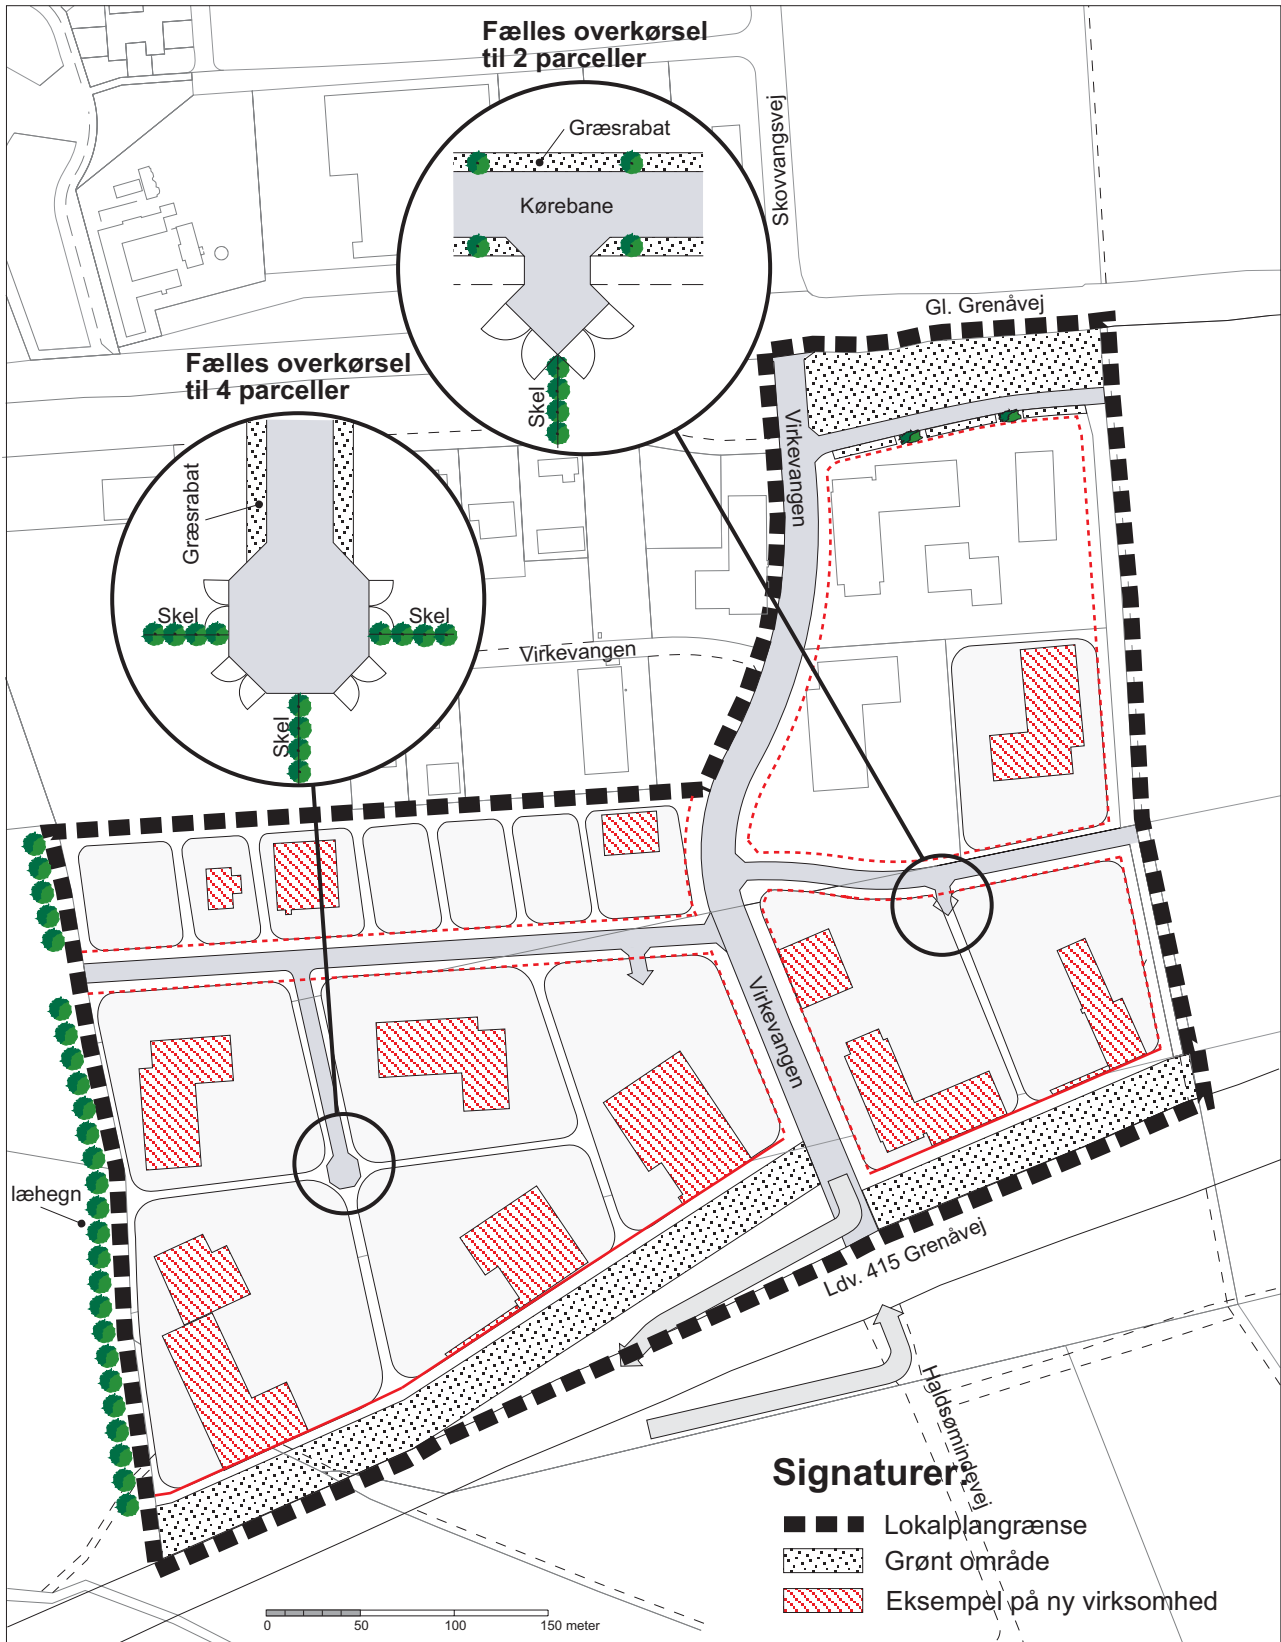 Fælles overkørsel
til 2 parceller
Græsrabat
Kørebane
Skel
Skovvangsvej
Gl. Grenåvej
Fælles overkørsel
til 4 parceller
Græsrabat
Skel
Skel
Skel
Virkevangen
Virkevangen
Virkevangen
læhegn
Ldv. 415 Grenåvej
Haldsømindevej
Signaturer:
Lokalplangrænse
Grønt område
Eksempel på ny virksomhed
0 50 100 150 meter